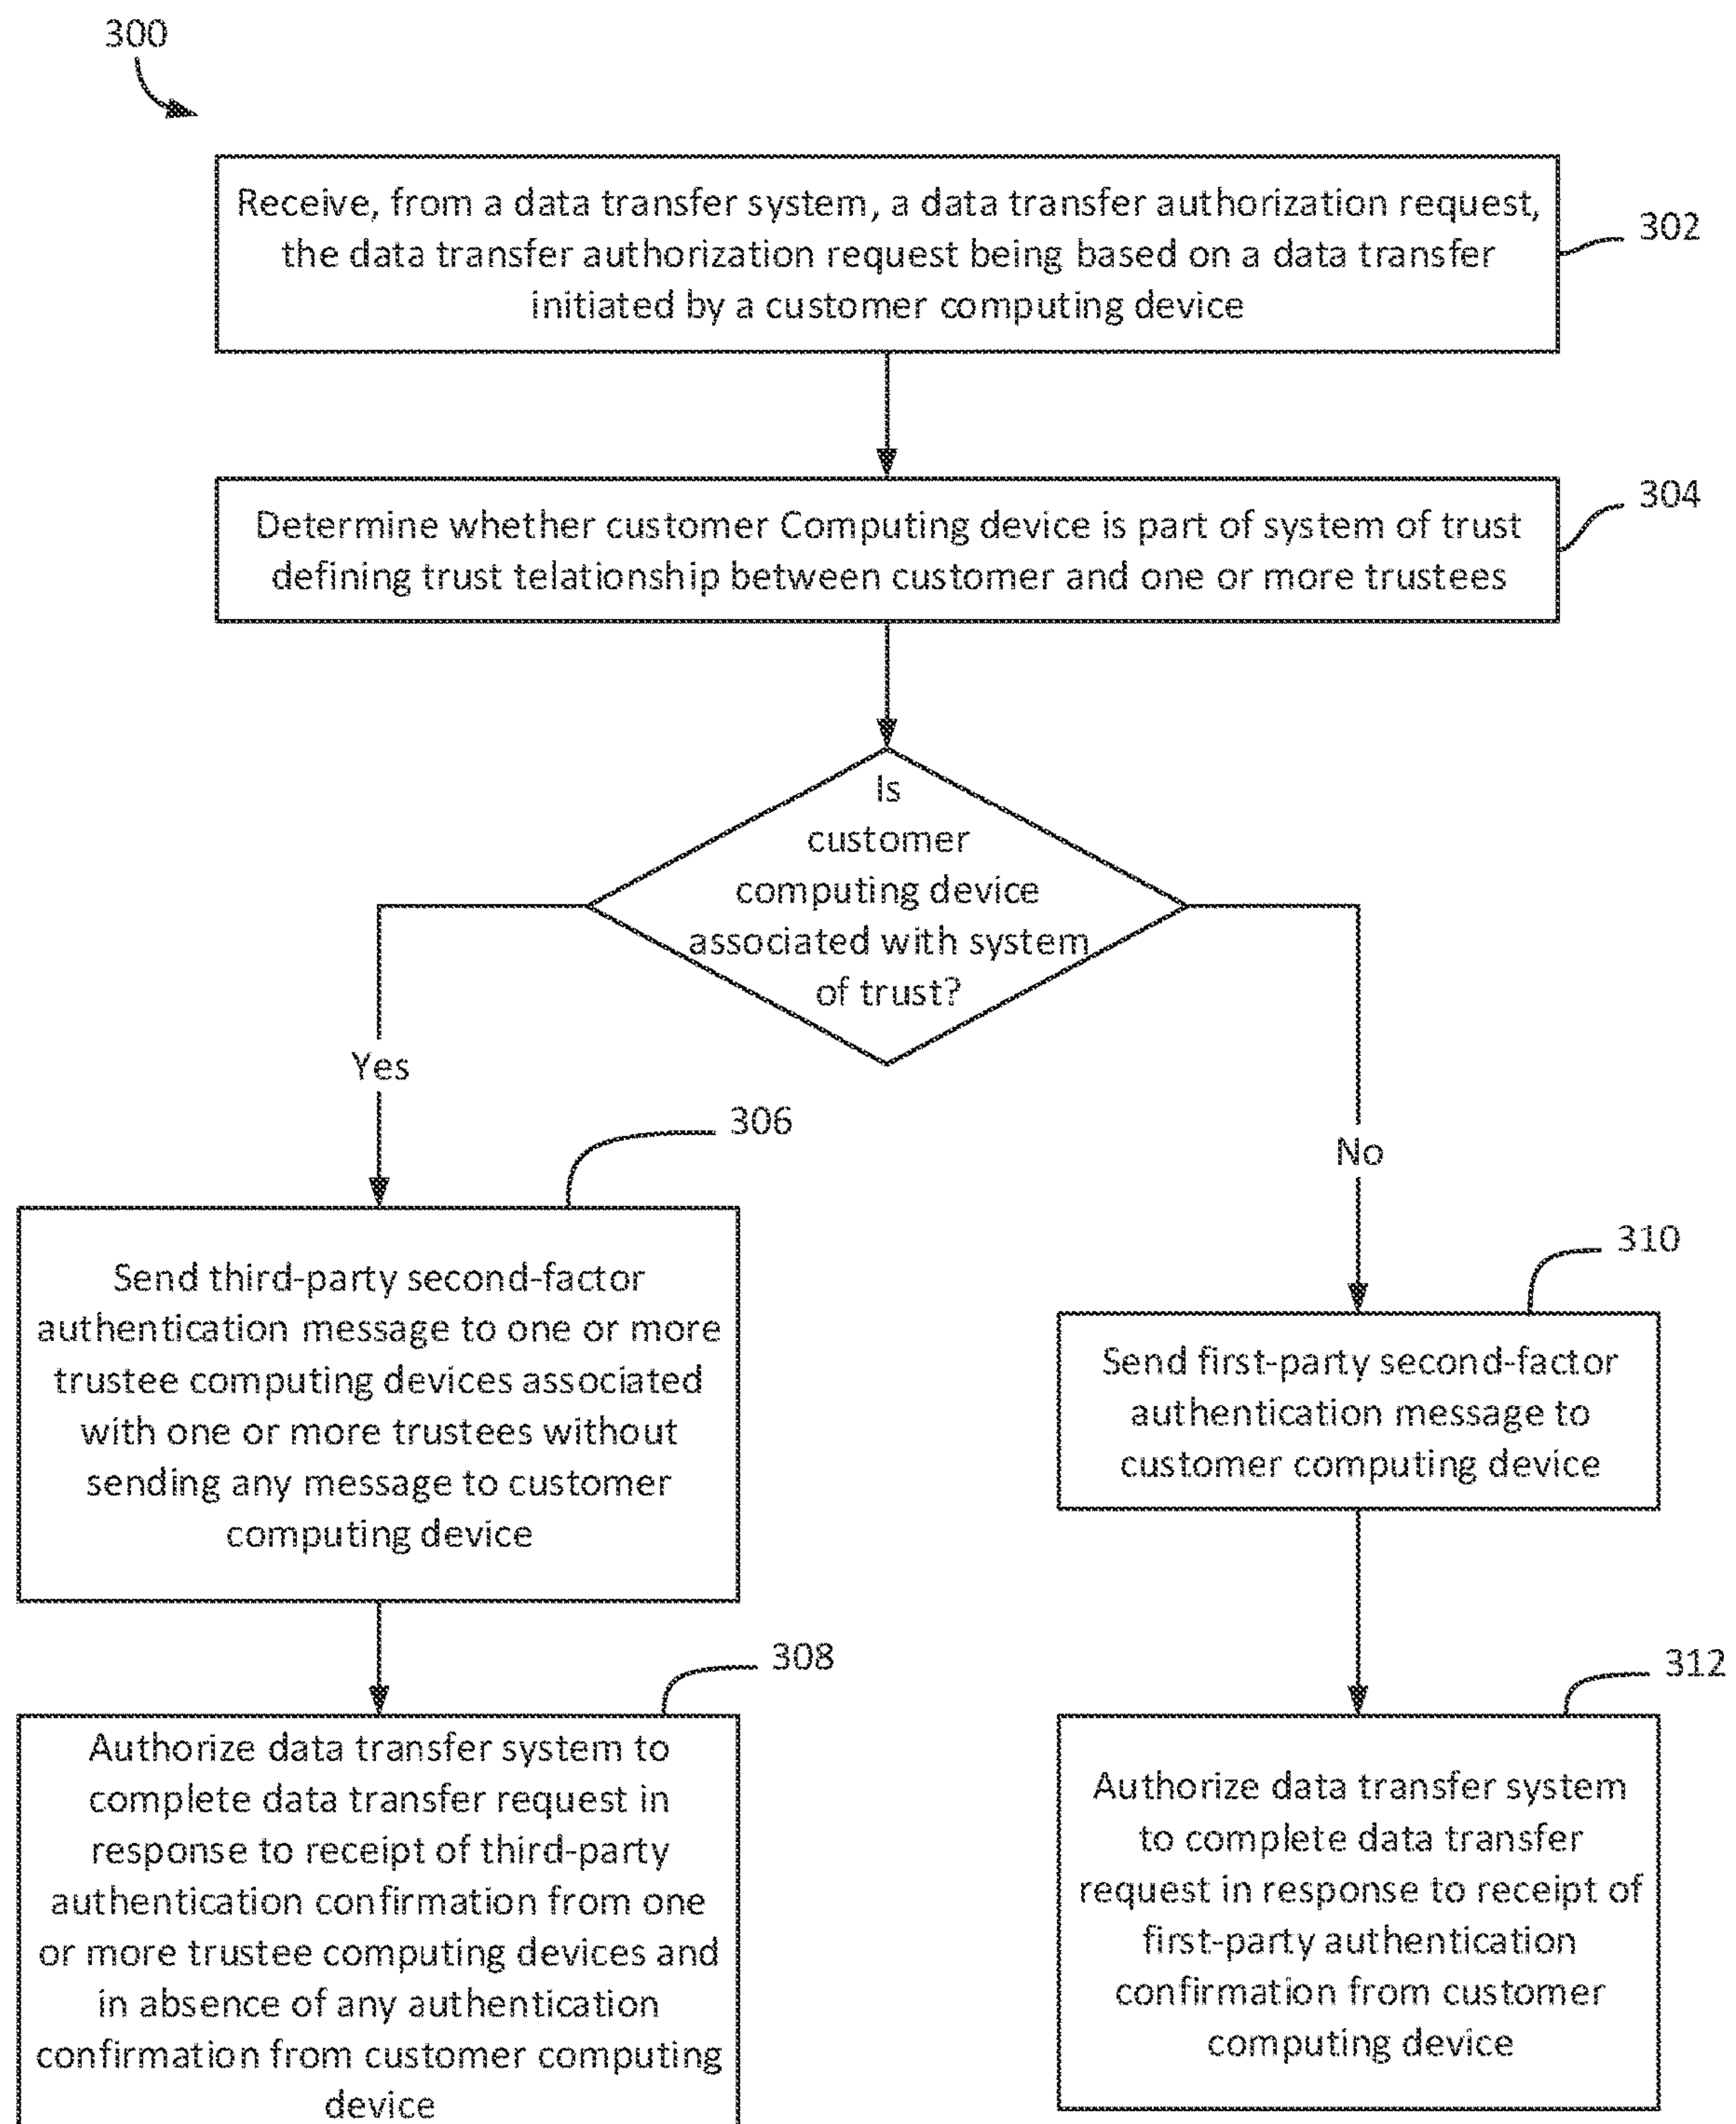 300
Receive, from a data transfer system, a data transfer authorization request,
the data transfer authorization request being based on a data transfer
initiated by a customer computing device
302
Determine whether customer Computing device is part of system of trust
defining trust telationship between customer and one or more trustees
304
Is
customer
computing device
associated with system
of trust?
Yes
No
306
Send third-party second-factor
authentication message to one or more
trustee computing devices associated
with one or more trustees without
sending any message to customer
computing device
310
Send first-party second-factor
authentication message to
customer computing device
308
Authorize data transfer system to
complete data transfer request in
response to receipt of third-party
authentication confirmation from one
or more trustee computing devices and
in absence of any authentication
confirmation from customer computing
device
312
Authorize data transfer system
to complete data transfer
request in response to receipt of
first-party authentication
confirmation from customer
computing device